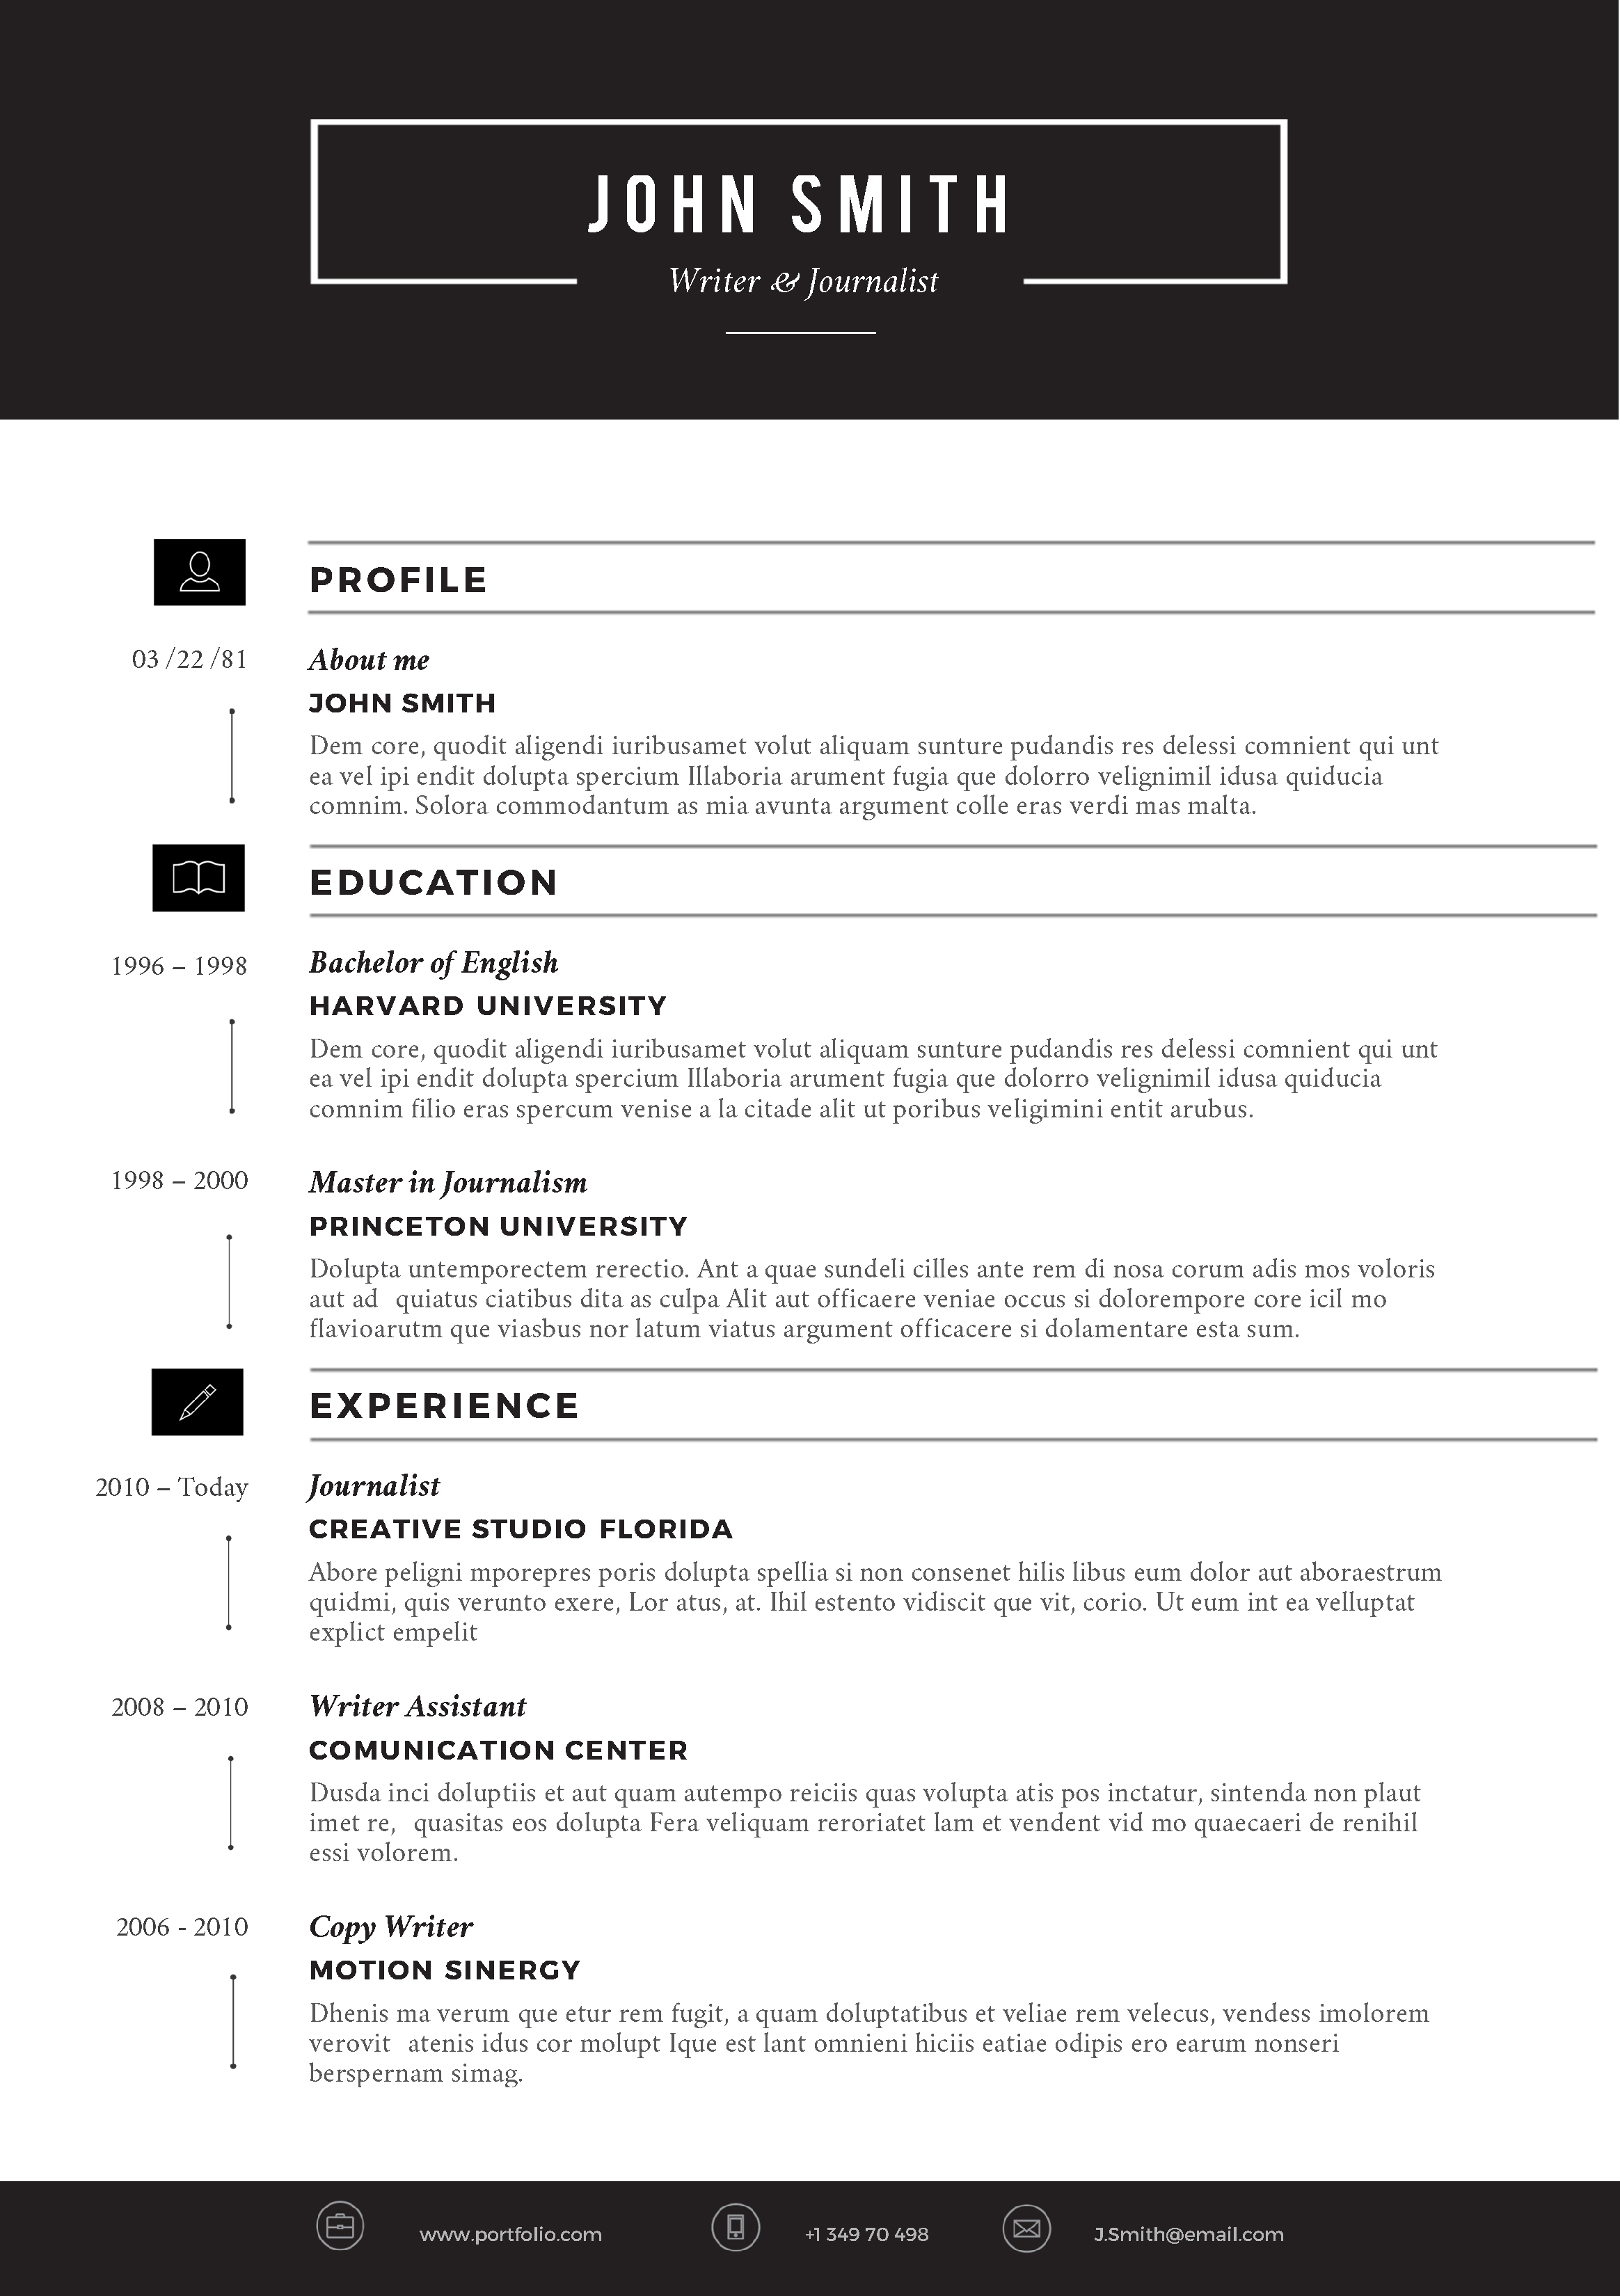 JOHN SMITH
Writer & Journalist
PROFILE
03 /22 /81
About me
JOHN SMITH
Dem core, quodit aligendi iuribusamet volut aliquam sunture pudandis res delessi comnient qui unt
ea vel ipi endit dolupta spercium Illaboria arument fugia que dolorro velignimil idusa quiducia
comnim. Solora commodantum as mia avunta argument colle eras verdi mas malta.
EDUCATION
1996 – 1998
Bachelor of English
HARVARD UNIVERSITY
Dem core, quodit aligendi iuribusamet volut aliquam sunture pudandis res delessi comnient qui unt
ea vel ipi endit dolupta spercium Illaboria arument fugia que dolorro velignimil idusa quiducia
comnim filio eras spercum venise a la citade alit ut poribus veligimini entit arubus.
1998 – 2000
Master in Journalism
PRINCETON UNIVERSITY
Dolupta untemporectem rerectio. Ant a quae sundeli cilles ante rem di nosa corum adis mos voloris
aut ad quiatus ciatibus dita as culpa Alit aut officaere veniae occus si dolorempore core icil mo
flavioarutm que viasbus nor latum viatus argument officacere si dolamentare esta sum.
EXPERIENCE
2010 – Today
Journalist
CREATIVE STUDIO FLORIDA
Abore peligni mporepres poris dolupta spellia si non consenet hilis libus eum dolor aut aboraestrum
quidmi, quis verunto exere, Lor atus, at. Ihil estento vidiscit que vit, corio. Ut eum int ea velluptat
explict empelit
2008 – 2010
Writer Assistant
COMUNICATION CENTER
Dusda inci doluptiis et aut quam autempo reiciis quas volupta atis pos inctatur, sintenda non plaut
imet re, quasitas eos dolupta Fera veliquam reroriatet lam et vendent vid mo quaecaeri de renihil
essi volorem.
2006 - 2010
Copy Writer
MOTION SINERGY
Dhenis ma verum que etur rem fugit, a quam doluptatibus et veliae rem velecus, vendess imolorem
verovit atenis idus cor molupt Ique est lant omnieni hiciis eatiae odipis ero earum nonseri
berspernam simag.
www.portfolio.com
+1 349 70 498
J.Smith@email.com